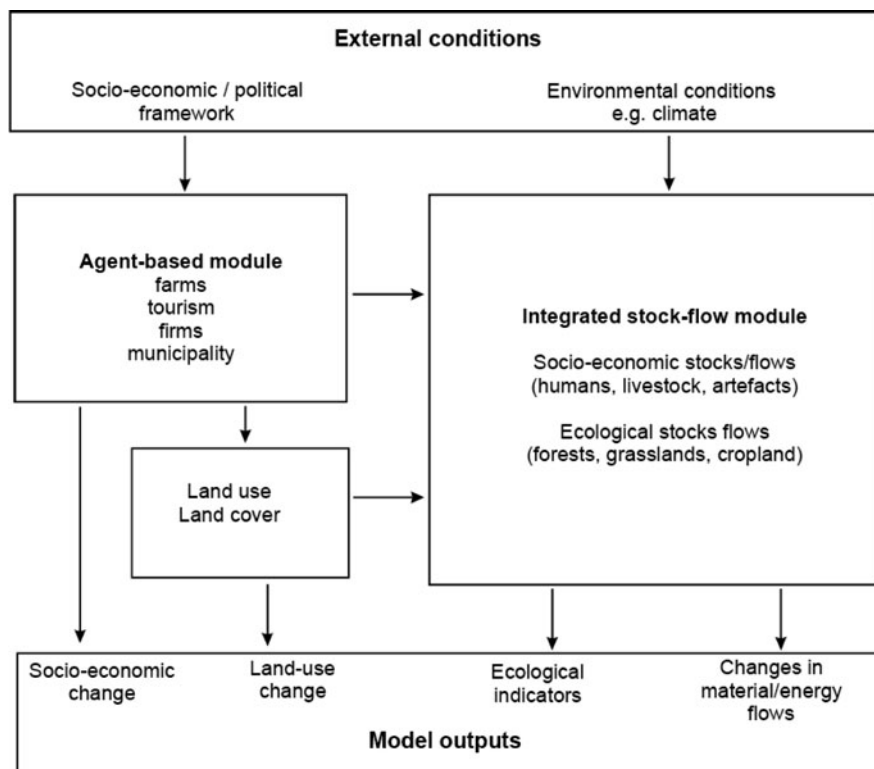 External conditions
Socio-economic / political
framework
Environmental conditions
e.g. climate
Agent-based module
farms
tourism
firms
municipality
Integrated stock-flow module
Socio-economic stocks/flows
(humans, livestock, artefacts)
Ecological stocks flows
(forests, grasslands, cropland)
Land use
Land cover
Socio-economic
change
Land-use
change
Ecological
indicators
Changes in
material/energy
flows
Model outputs